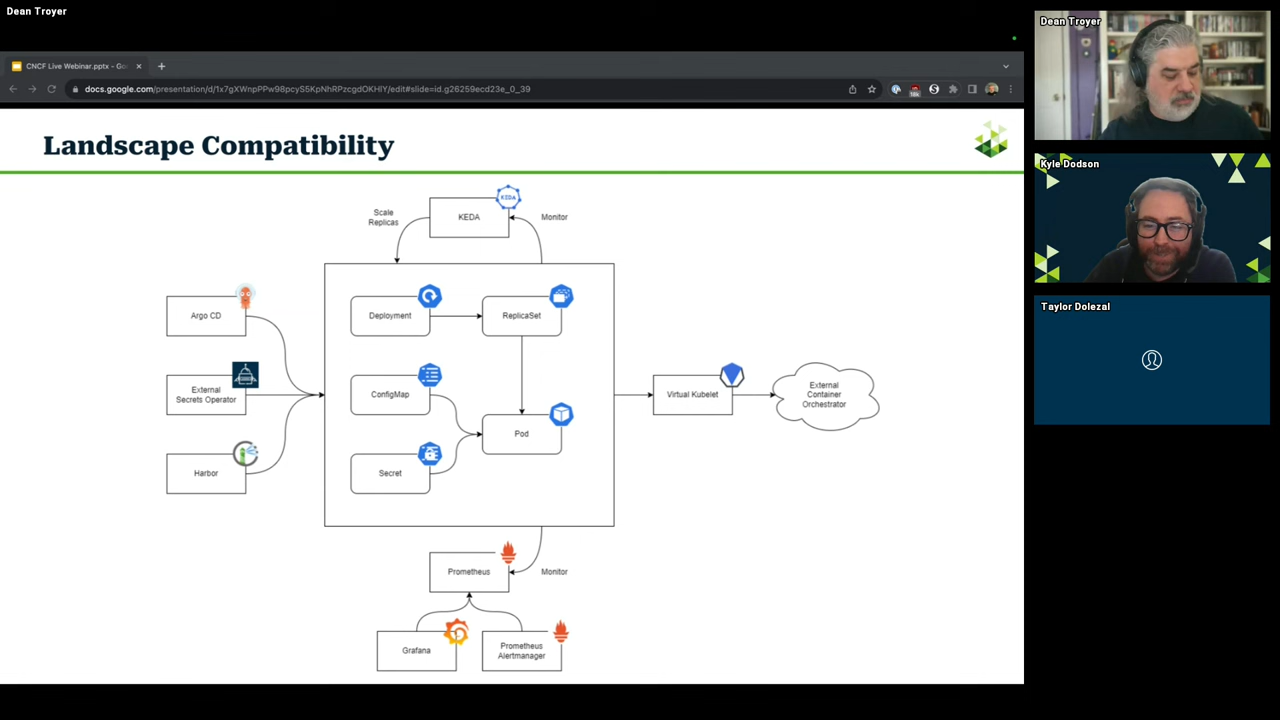 Dean Troyer
CNCF Live Webinar.pptx - Go
docs.google.com/presentation/d/1x7gXWnpPPw98pcyS5KpNhRPzcgdOKHlY/edit#slide=id.g26259ecd23e_0_39
Landscape Compatibility
Scale
Replicas
KEDA
KEDA
Monitor
Argo CD
Deployment
ReplicaSet
External
Secrets Operator
ConfigMap
Pod
Virtual Kubelet
External
Container
Orchestrator
Harbor
Secret
Prometheus
Monitor
Grafana
Prometheus
Alertmanager
Dean Troyer
Kyle Dodson
Taylor Dolezal